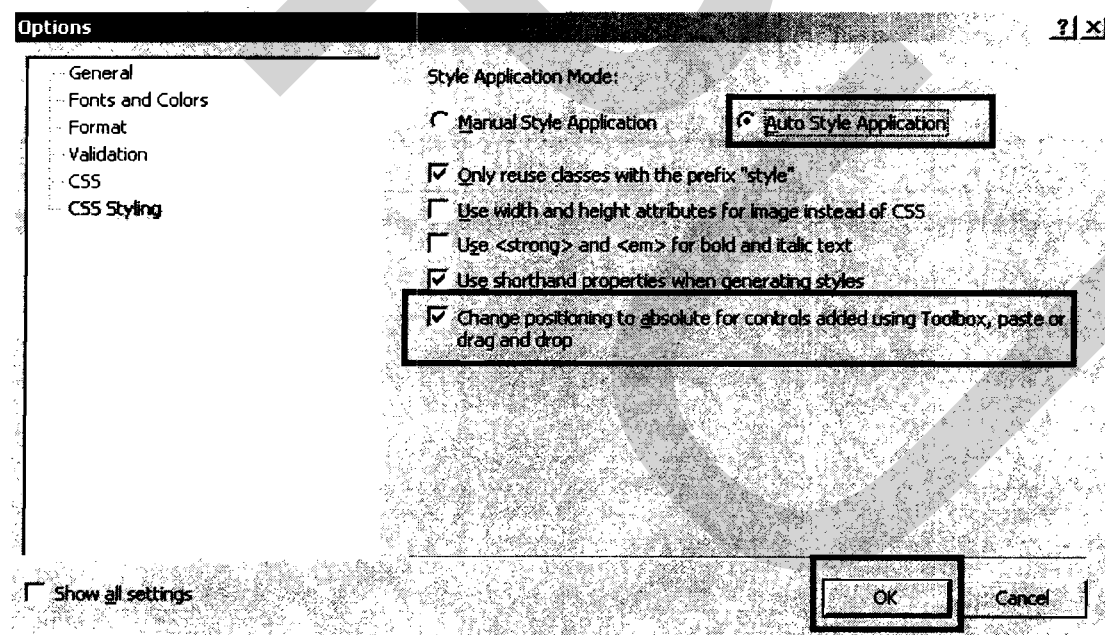 Options
? ×
General
Fonts and Colors
Format
Validation
CSS
CSS Styling
Style Application Mode:
Manual Style Application
Auto Style Application
Only reuse classes with the prefix "style"
Use width and height attributes for image instead of CSS
Use <strong> and <em> for bold and italic text
Use shorthand properties when generating styles
Change positioning to absolute for controls added using Toolbox, paste or
drag and drop
Show all settings
OK
Cancel